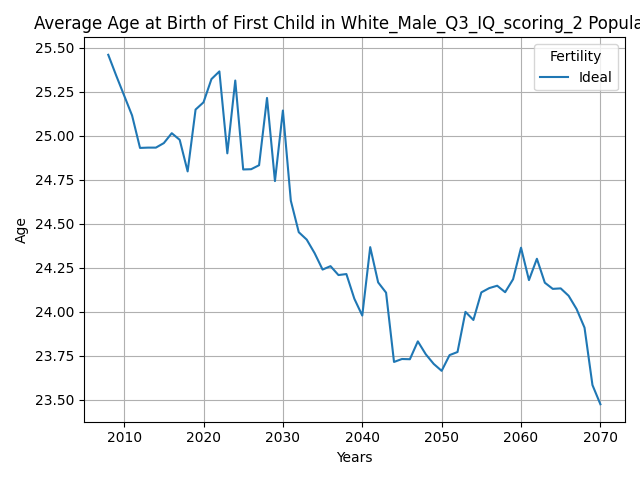 Average Age at Birth of First Child in White_Male_Q3_IQ_scoring_2 Popula
Fertility
Ideal
25.50
25.25
25.00
24.75
24.50
24.25
24.00
23.75
23.50
Age
2010 2020 2030 2040 2050 2060 2070
Years